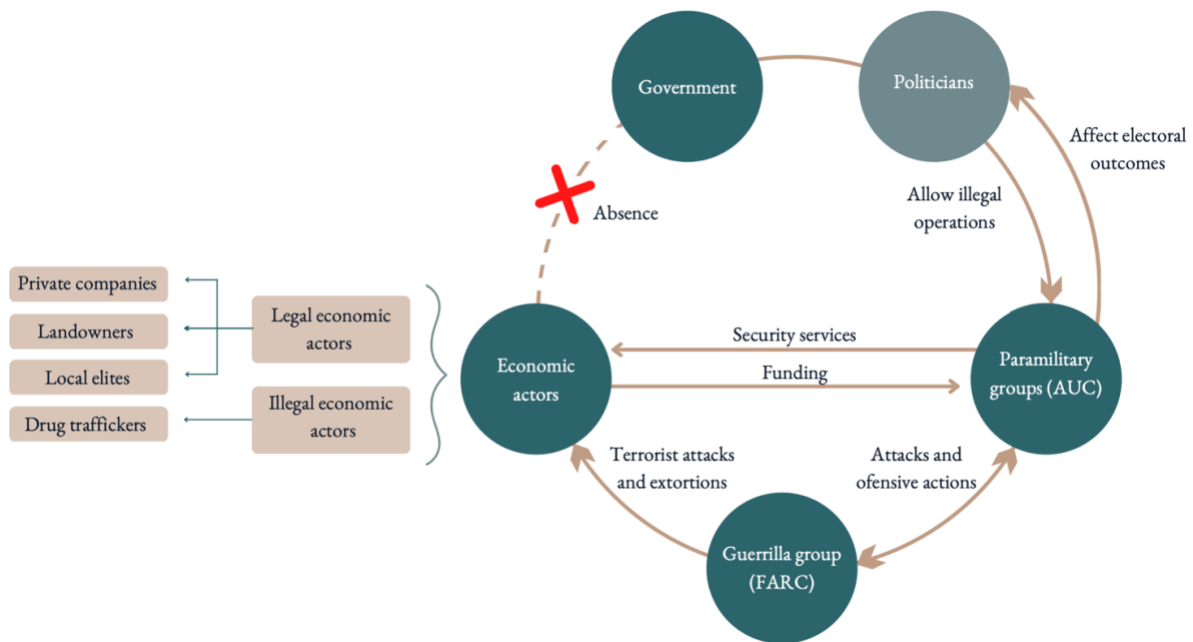 Government
Politicians
Affect electoral
outcomes
Allow illegal
operations
Absence
Private companies
Landowners
Local elites
Drug traffickers
Legal economic
actors
Illegal economic
actors
Economic
actors
Security services
Funding
Paramilitary
groups (AUC)
Terrorist attacks
and extortions
Attacks and
ofensive actions
Guerrilla group
(FARC)